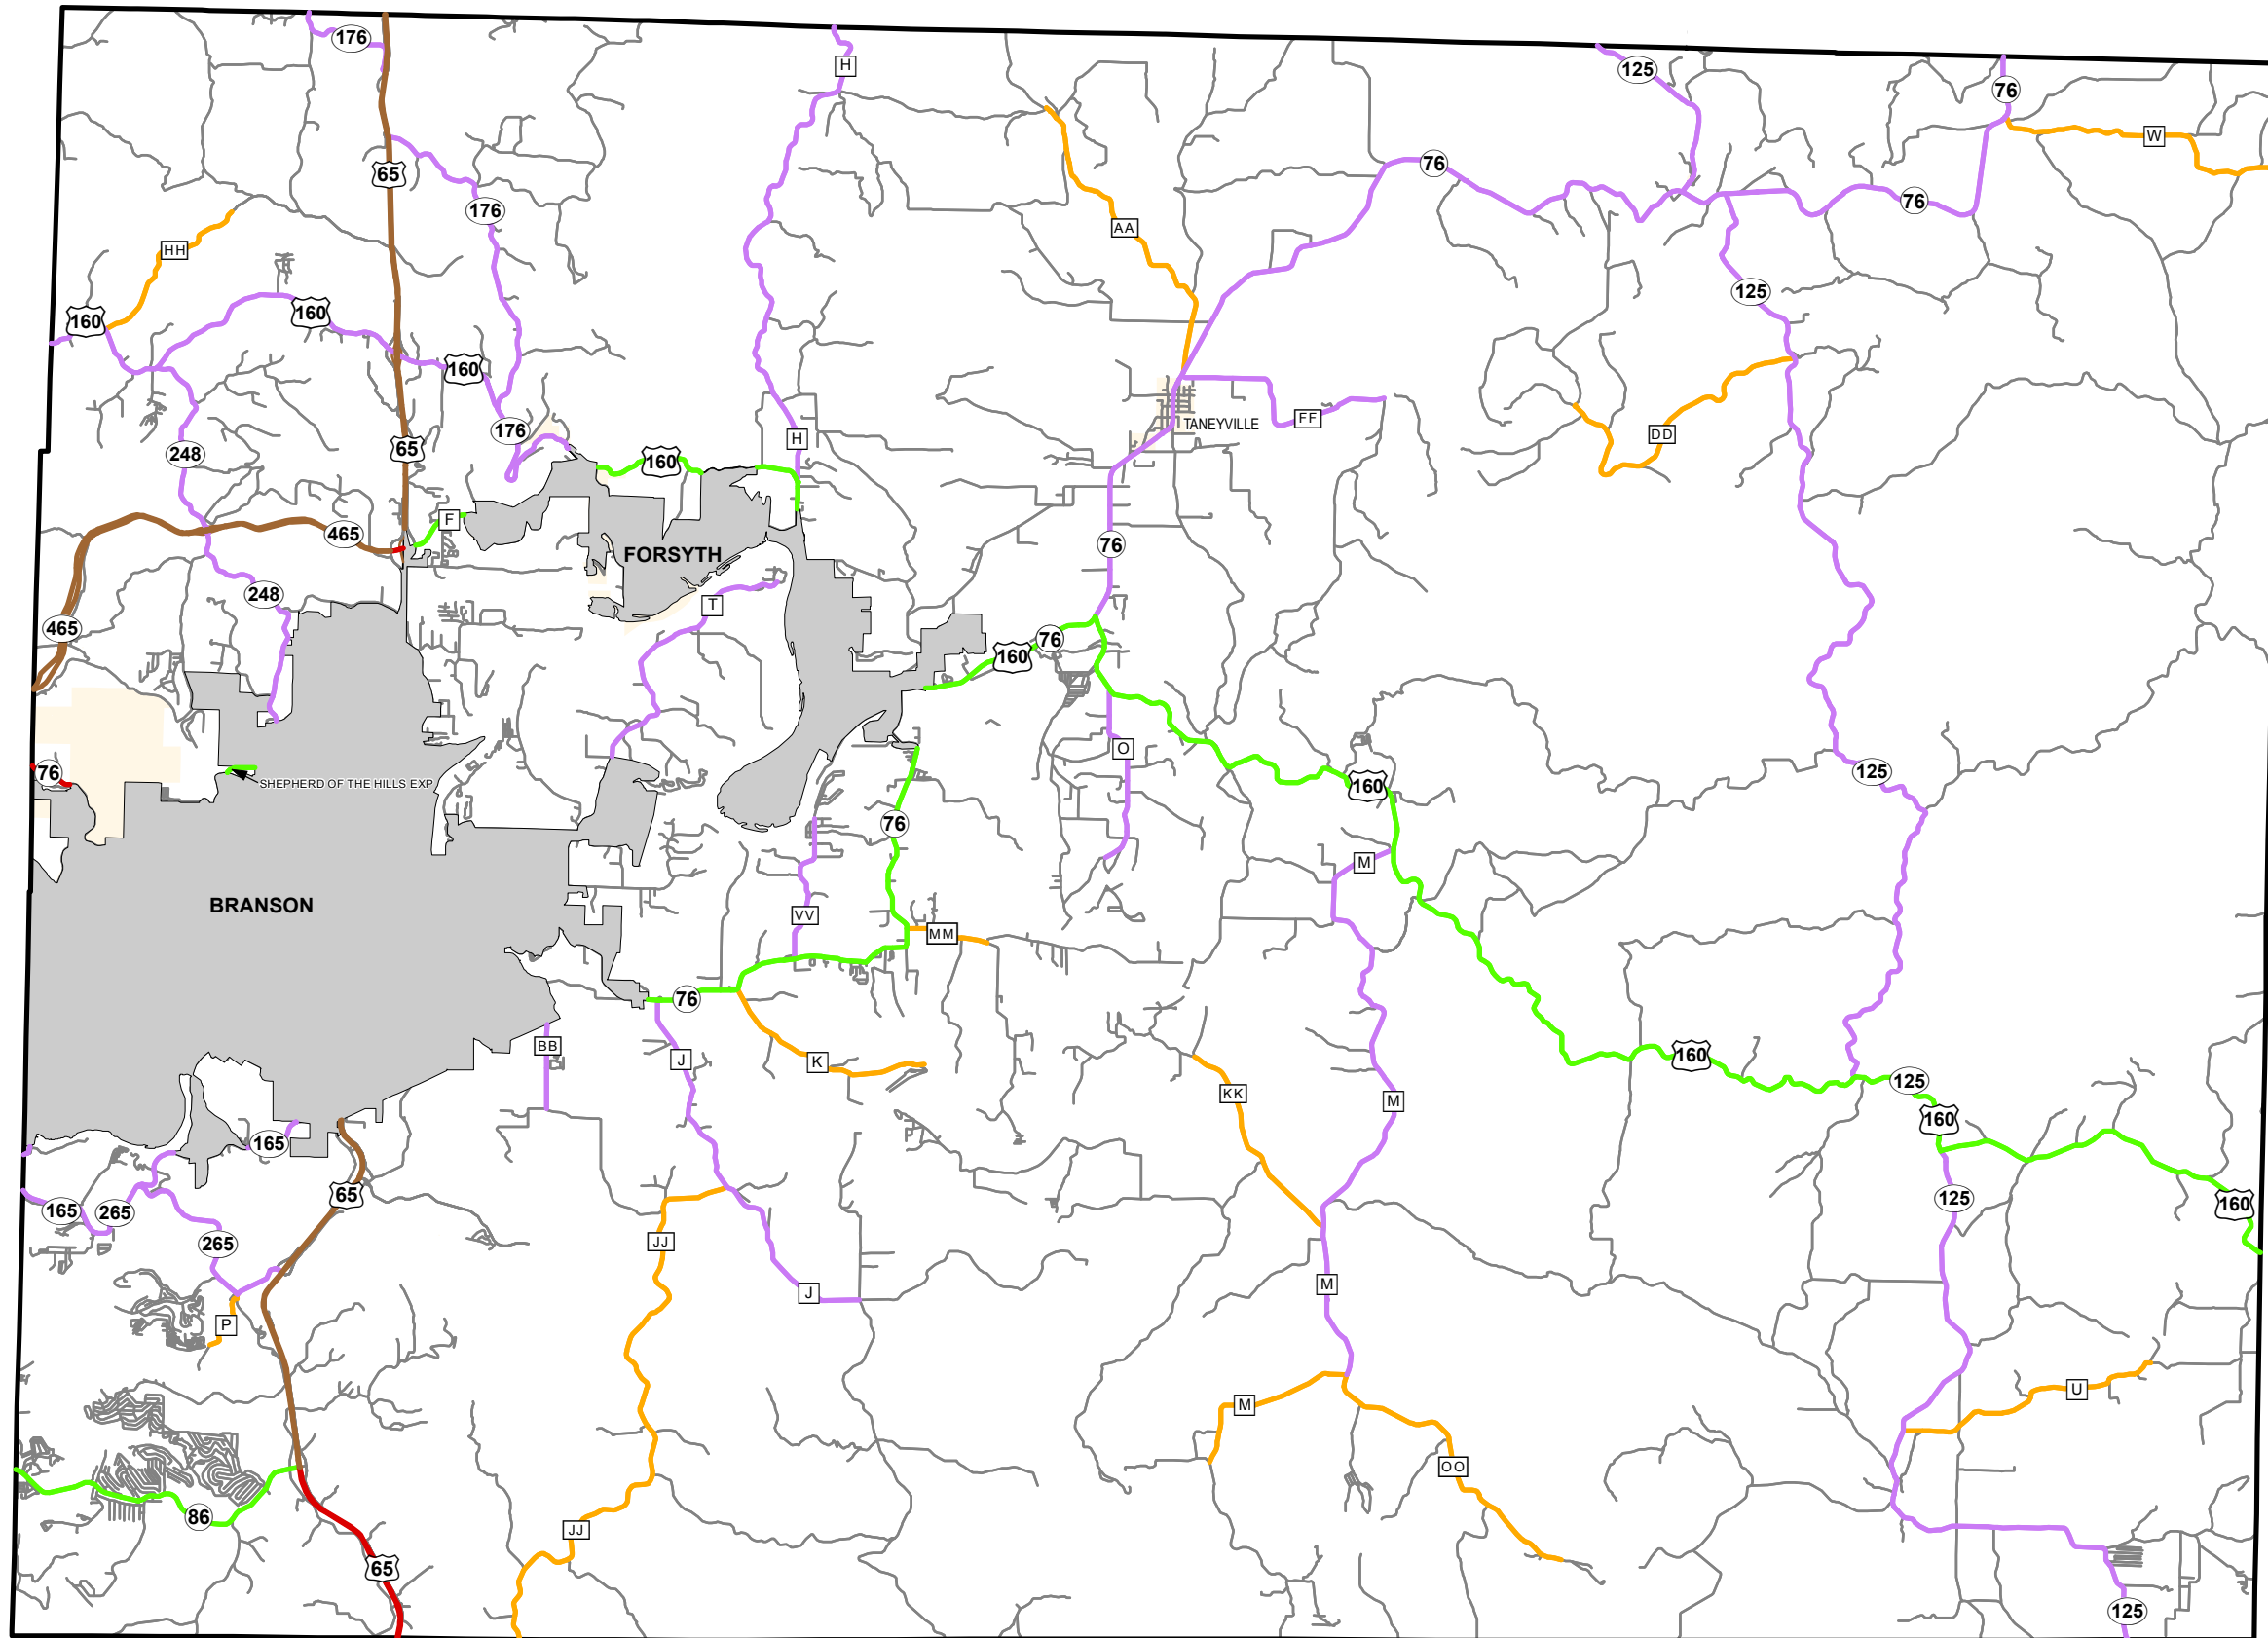 176
H
125
76
W
65
76
176
76
AA
HH
125
160
160
160
TANEYVILLE
FF
176
H
DD
65
248
160
F
465
76
FORSYTH
248
T
465
76
160
O
76
125
SHEPHERD OF THE HILLS EXP
160
76
M
BRANSON
VV
MM
76
BB
J
K
160
125
KK
M
160
165
65
125
160
165
265
265
JJ
M
J
P
U
M
OO
86
JJ
65
125